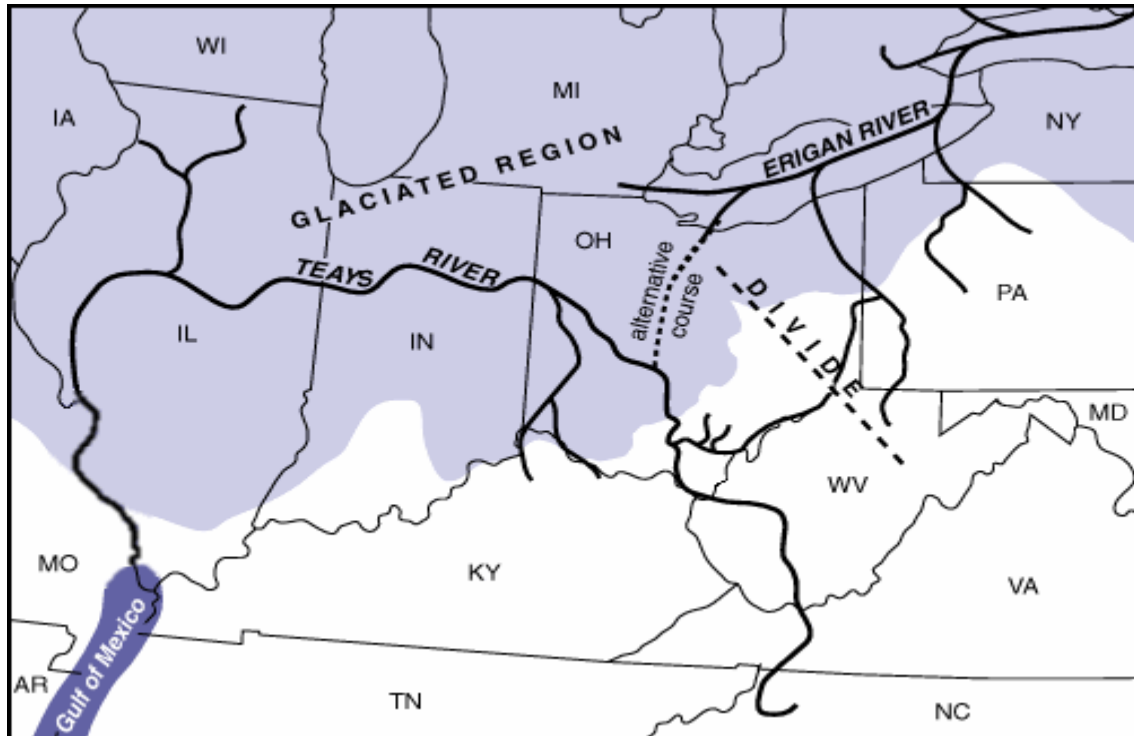 WI
MI
IA
NY
ERIGAN RIVER
GLACIATED REGION
OH
TEAYS RIVER
alternative
course
DIVIDE
PA
IL
IN
MD
WV
MO
KY
VA
Gulf of Mexico
AR
TN
NC